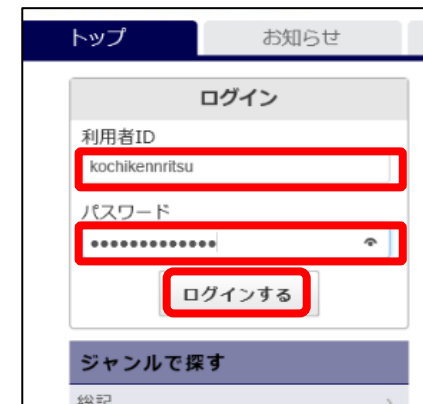 トップ お知らせ
ログイン
利用者ID
kochikennritsu
パスワード
•••••••••••••
ログインする
ジャンルで探す
総記